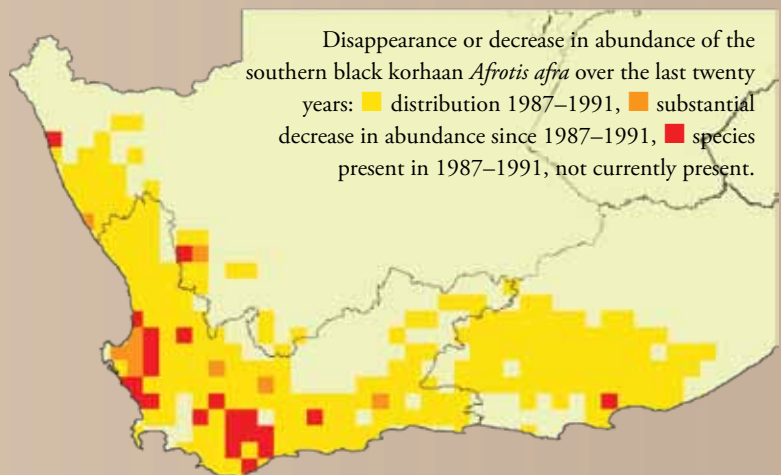 Disappearance or decrease in abundance of the
southern black korhaan Afrotis afra over the last twenty
years: distribution 1987–1991, substantial
decrease in abundance since 1987–1991, species
present in 1987–1991, not currently present.